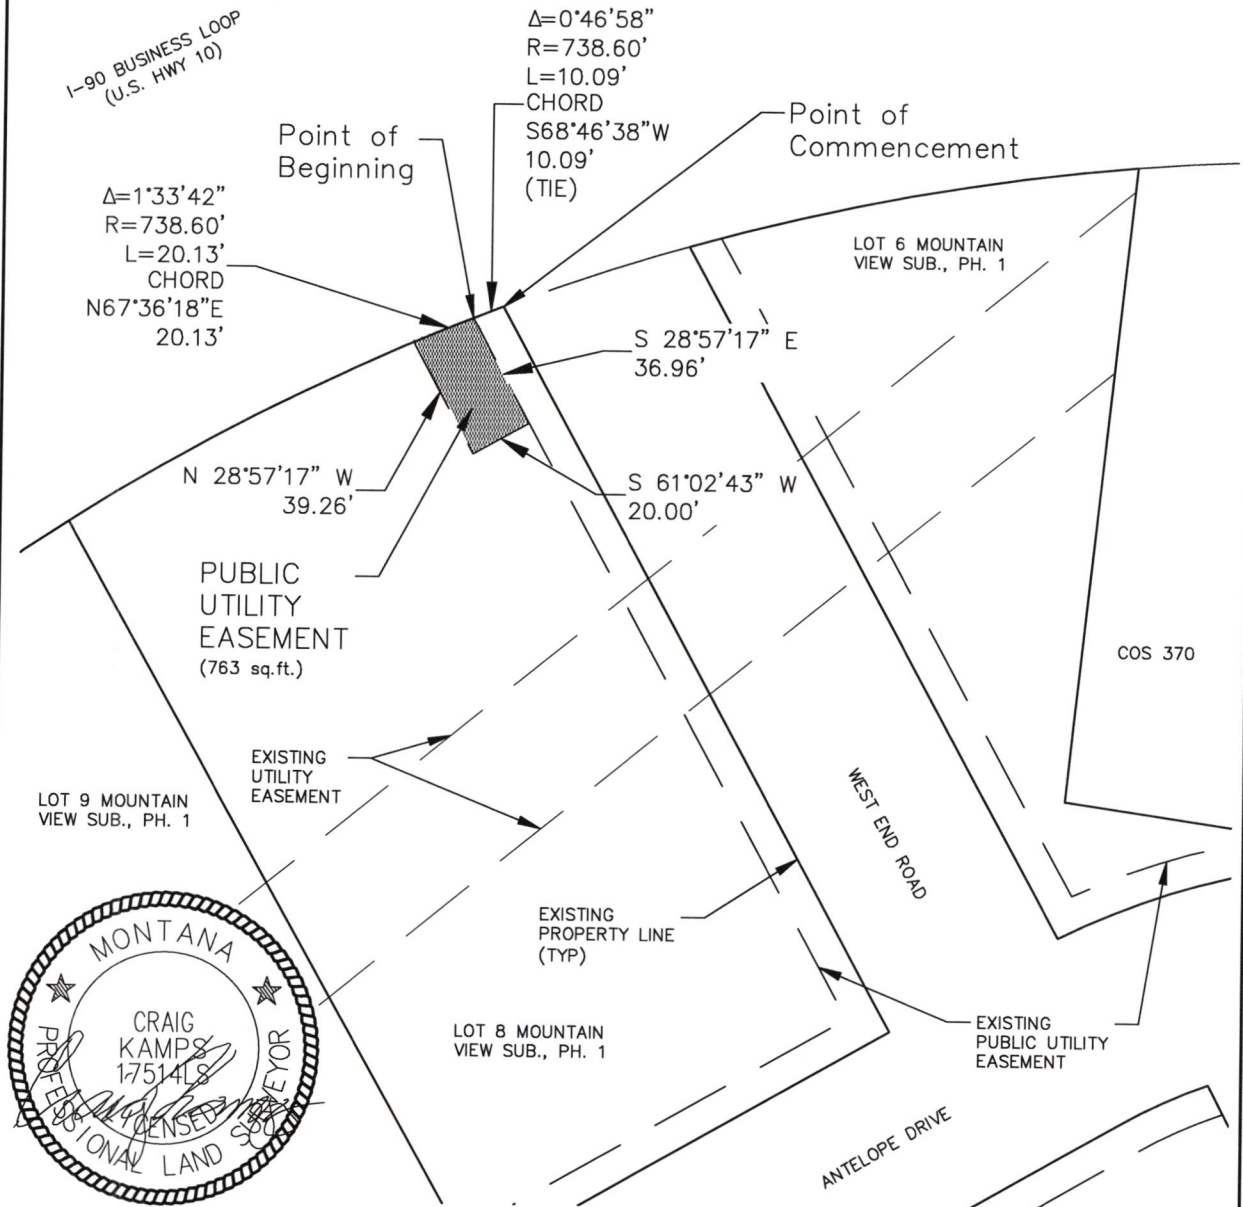 I-90 BUSINESS LOOP
(U.S. HWY 10)
Δ=0°46'58"
R=738.60'
L=10.09'
CHORD
S68°46'38"W
10.09'
(TIE)
Point of
Beginning
Point of
Commencement
Δ=1°33'42"
R=738.60'
L=20.13'
CHORD
N67°36'18"E
20.13'
LOT 6 MOUNTAIN
VIEW SUB., PH. 1
S 28°57'17" E
36.96'
N 28°57'17" W
39.26'
S 61°02'43" W
20.00'
PUBLIC
UTILITY
EASEMENT
(763 sq.ft.)
COS 370
EXISTING
UTILITY
EASEMENT
LOT 9 MOUNTAIN
VIEW SUB., PH. 1
WEST END ROAD
EXISTING
PROPERTY LINE
(TYP)
MONTANA
CRAIG
KAMPS
17514LS
LICENSED
PROFESSIONAL LAND SURVEYOR
LOT 8 MOUNTAIN
VIEW SUB., PH. 1
EXISTING
PUBLIC UTILITY
EASEMENT
ANTELOPE DRIVE